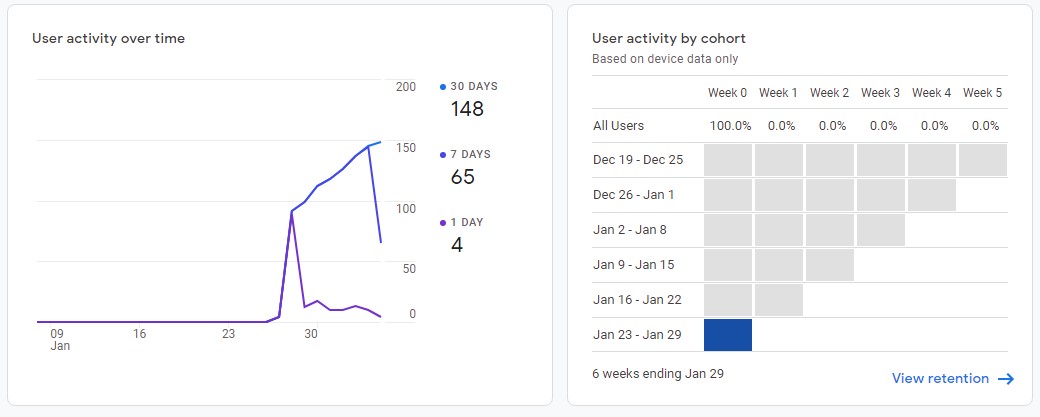 User activity over time
200
150
100
50
0
09
Jan
16
23
30
30 DAYS
148
7 DAYS
65
1 DAY
4
User activity by cohort
Based on device data only
Week 0 Week 1 Week 2 Week 3 Week 4 Week 5
All Users 100.0% 0.0% 0.0% 0.0% 0.0% 0.0%
Dec 19 - Dec 25
Dec 26 - Jan 1
Jan 2 - Jan 8
Jan 9 - Jan 15
Jan 16 - Jan 22
Jan 23 - Jan 29
6 weeks ending Jan 29
View retention